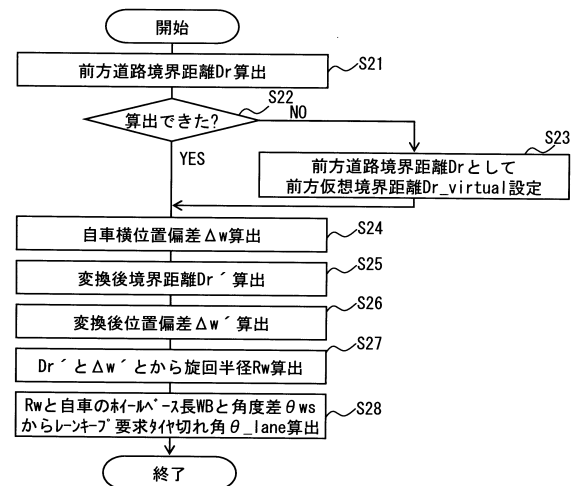 開始
前方道路境界距離Dr算出
S21
算出できた?
S22
NO
YES
S23
前方道路境界距離Drとして
前方仮想境界距離Dr_virtual設定
自車横位置偏差Δw算出
S24
変換後境界距離Dr´算出
S25
変換後位置偏差Δw´算出
S26
Dr´とΔw´とから旋回半径Rw算出
S27
Rwと自車のﾎｲｰﾙﾍﾞｰｽ長WBと角度差θws
からﾚｰﾝｷｰﾌﾟ要求ﾀｲﾔ切れ角θ_lane算出
S28
終了